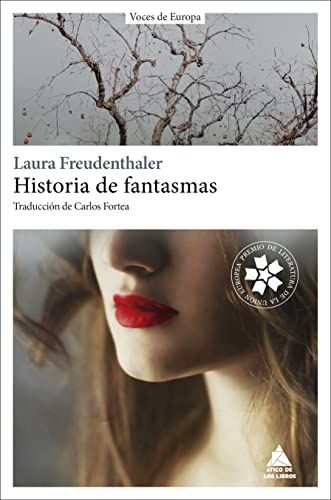 Voces de Europa
Laura Freudenthaler
Historia de fantasmas
Traducción de Carlos Fortea
PREMIO DE LITERATURA DE LA UNIÓN EUROPEA
ÁTICO DE
LOS LIBROS